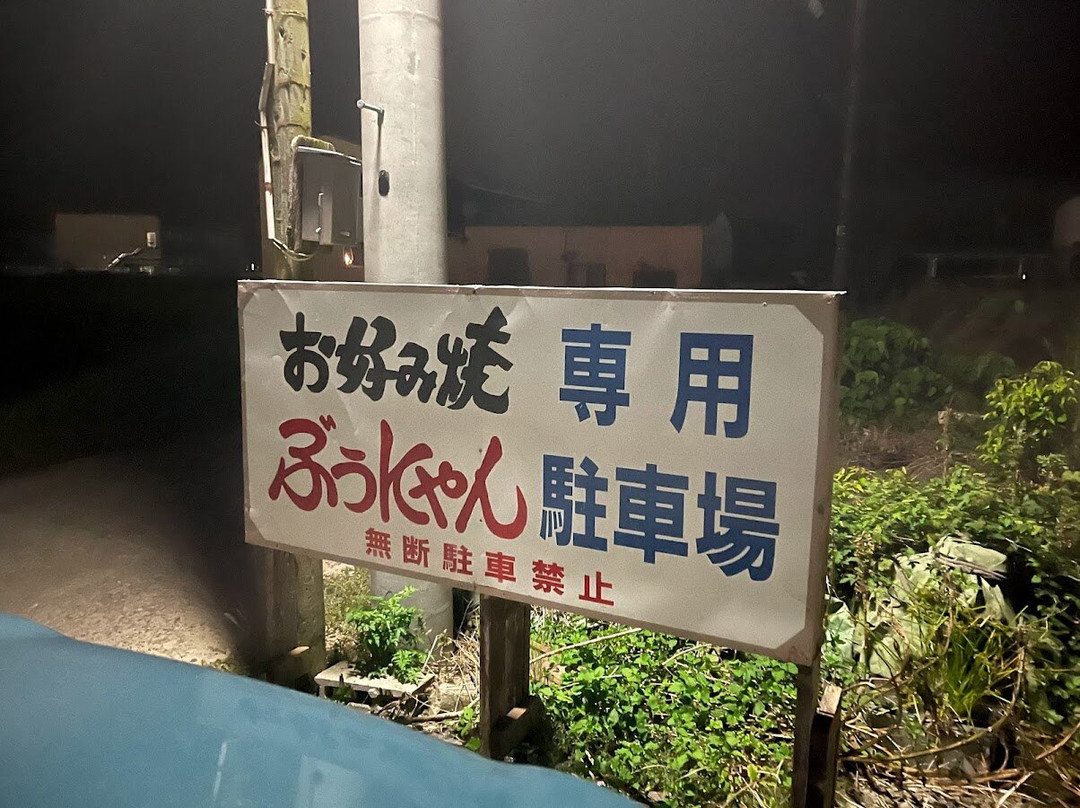 お好み焼 専用
ぶうにゃん 駐車場
無断駐車禁止